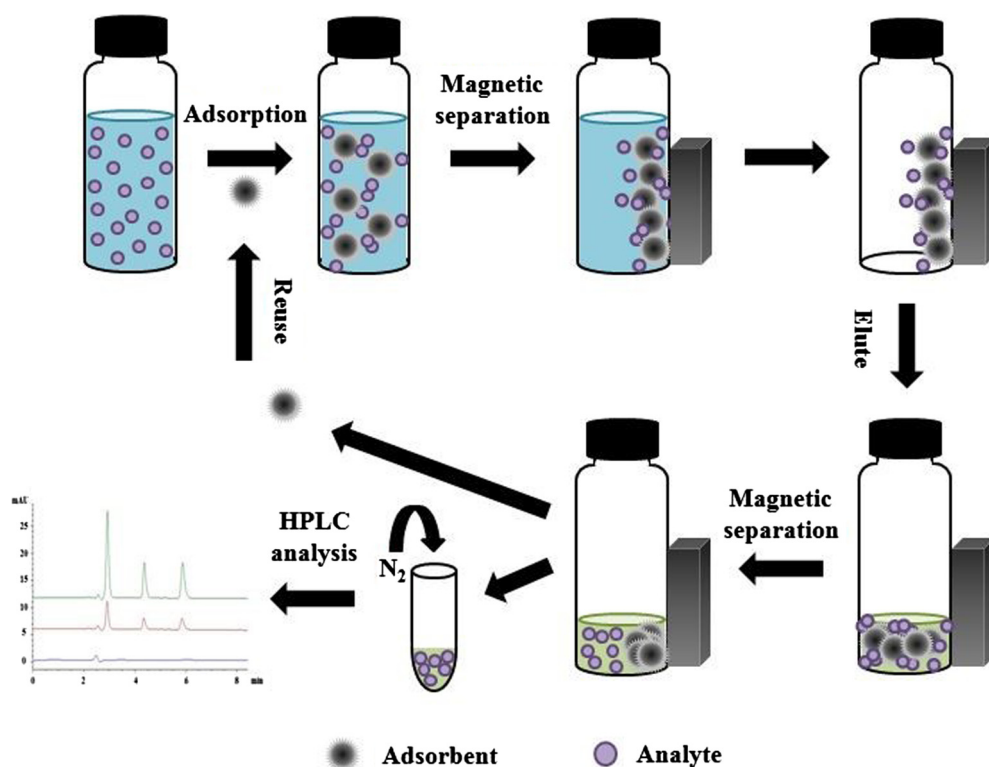 Adsorption
Magnetic
separation
Reuse
Elute
Magnetic
separation
HPLC
analysis
N2
mAU
25
20
15
10
5
0
0
2
4
6
8
min
Adsorbent
Analyte